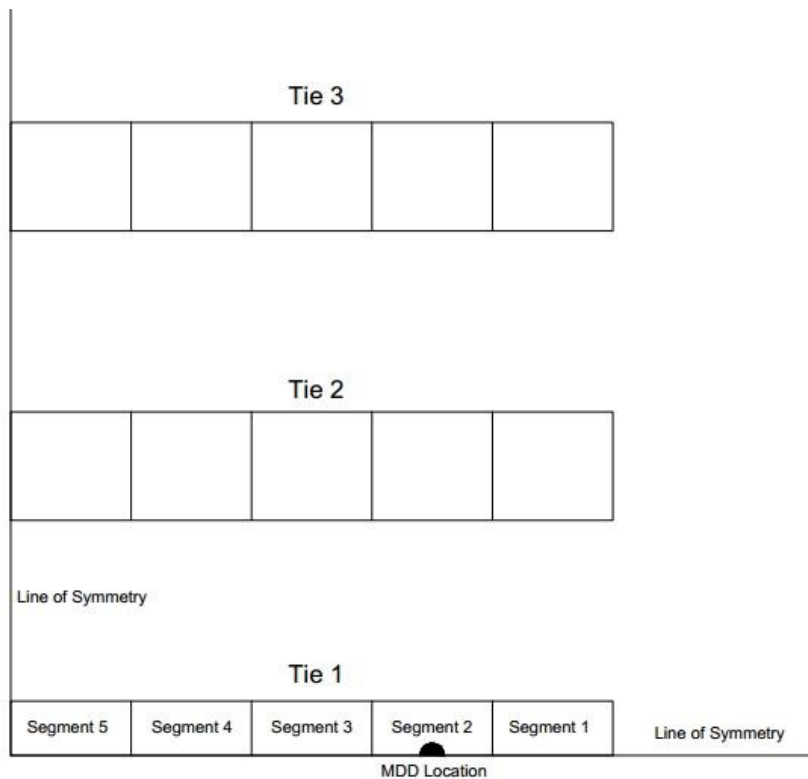 Tie 3
Tie 2
Line of Symmetry
Tie 1
Segment 5 Segment 4 Segment 3 Segment 2 Segment 1
Line of Symmetry
MDD Location